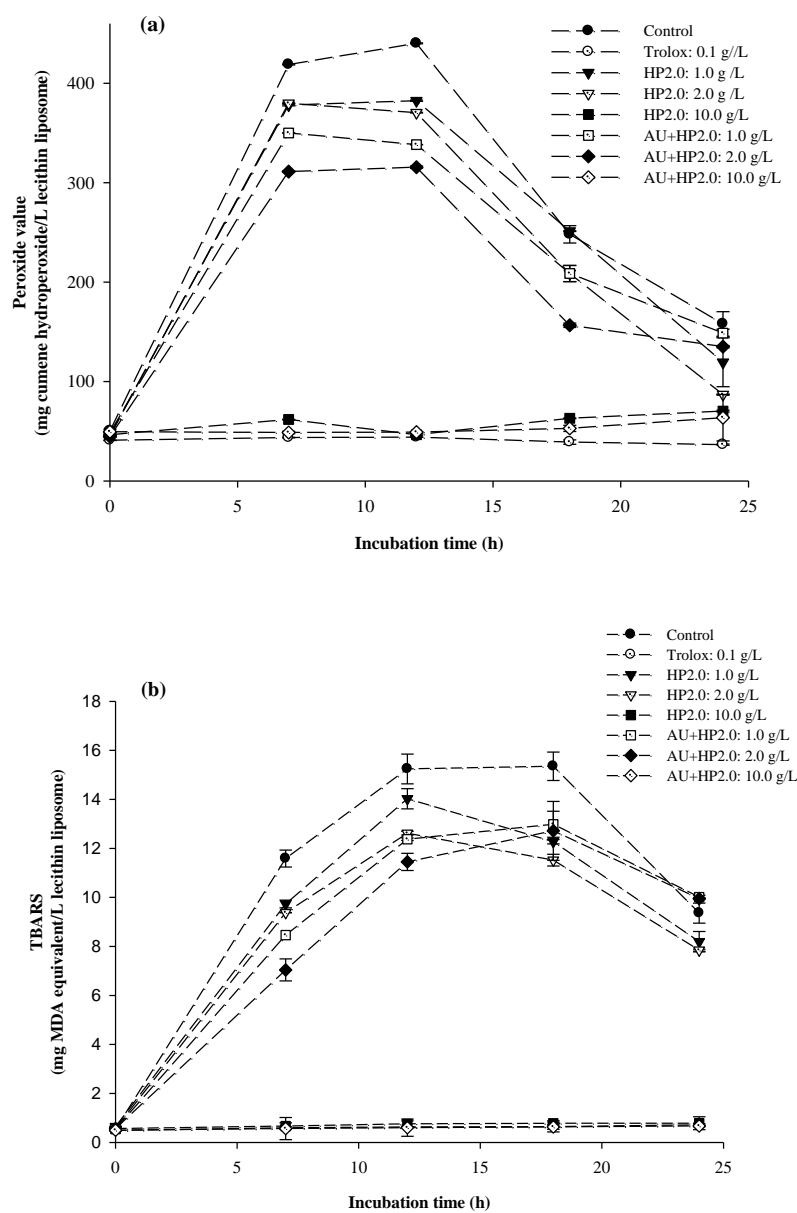 (a)
Control
Trolox: 0.1 g//L
HP2.0: 1.0 g /L
HP2.0: 2.0 g /L
HP2.0: 10.0 g/L
AU+HP2.0: 1.0 g/L
AU+HP2.0: 2.0 g/L
AU+HP2.0: 10.0 g/L
Peroxide value
(mg cumene hydroperoxide/L lecithin liposome)
400
300
200
100
0
0 5 10 15 20 25
Incubation time (h)
(b)
Control
Trolox: 0.1 g/L
HP2.0: 1.0 g/L
HP2.0: 2.0 g/L
HP2.0: 10.0 g/L
AU+HP2.0: 1.0 g/L
AU+HP2.0: 2.0 g/L
AU+HP2.0: 10.0 g/L
TBARS
(mg MDA equivalent/L lecithin liposome)
18
16
14
12
10
8
6
4
2
0
0 5 10 15 20 25
Incubation time (h)